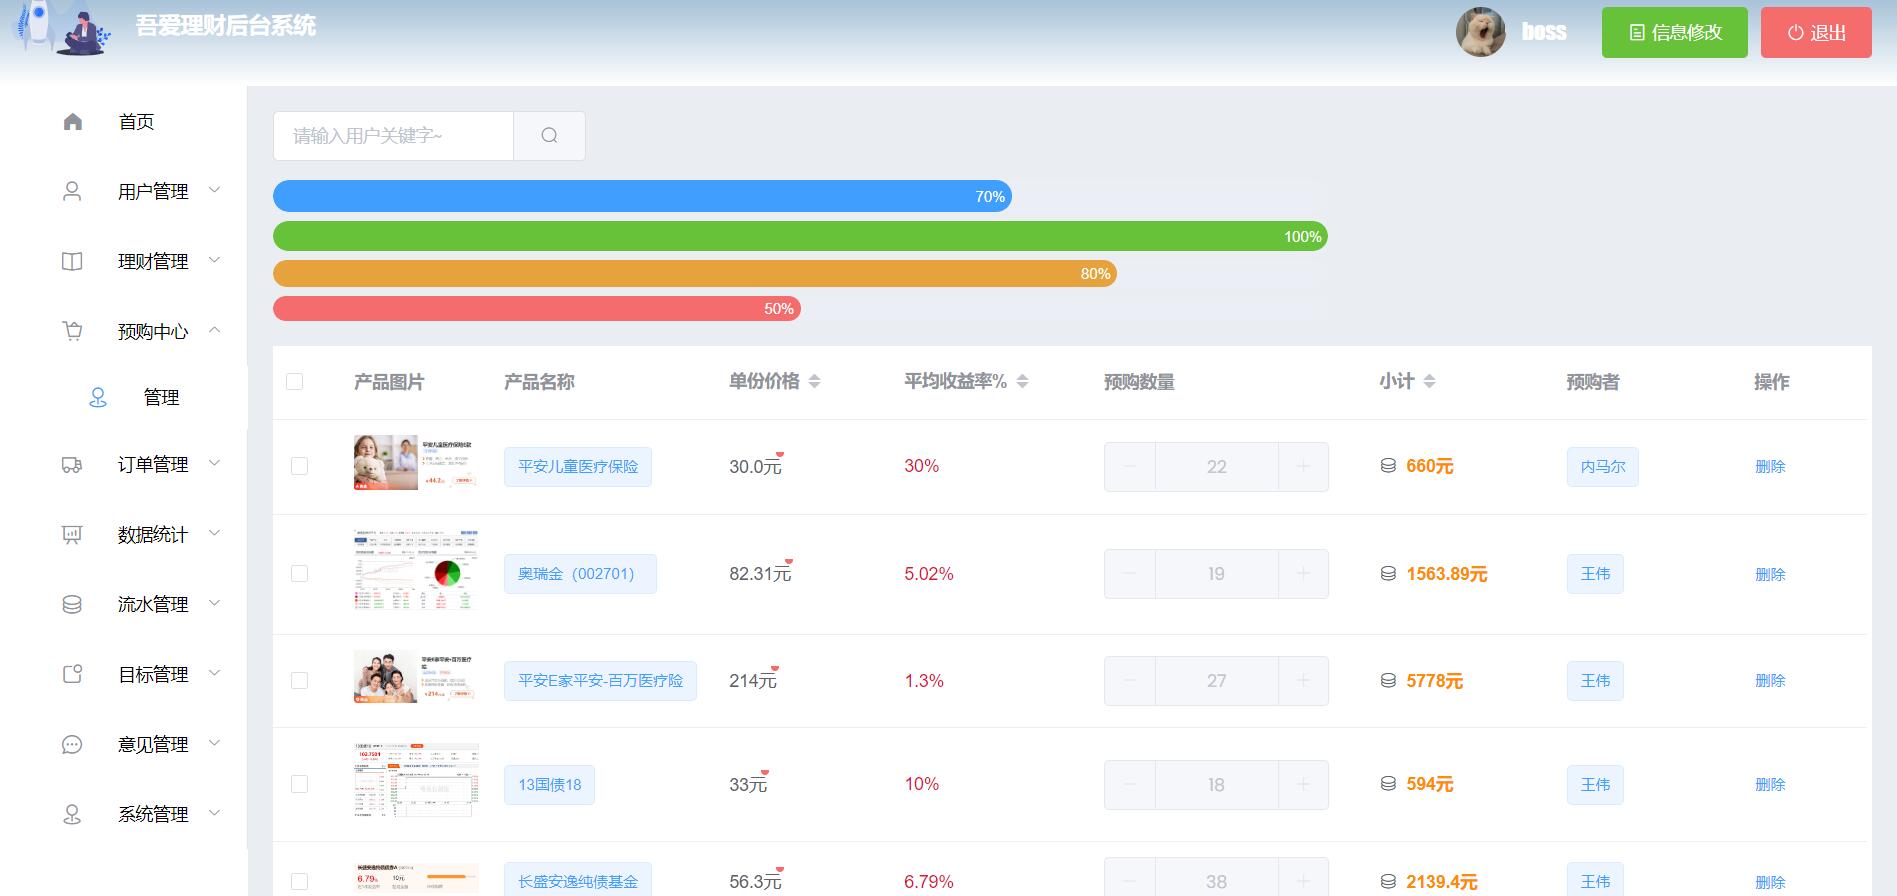 吾爱理财后台系统
boss
信息修改
退出
首页
用户管理
理财管理
预购中心
管理
订单管理
数据统计
流水管理
目标管理
意见管理
系统管理
请输入用户关键字~
70%
100%
80%
50%
产品图片 产品名称 单份价格 平均收益率% 预购数量 小计 预购者 操作
平安儿童医疗保险 30.0元 30% 22 660元 内马尔 删除
奥瑞金（002701） 82.31元 5.02% 19 1563.89元 王伟 删除
平安E家平安-百万医疗险 214元 1.3% 27 5778元 王伟 删除
13国债18 33元 10% 18 594元 王伟 删除
长盛安逸纯债基金 56.3元 6.79% 38 2139.4元 王伟 删除